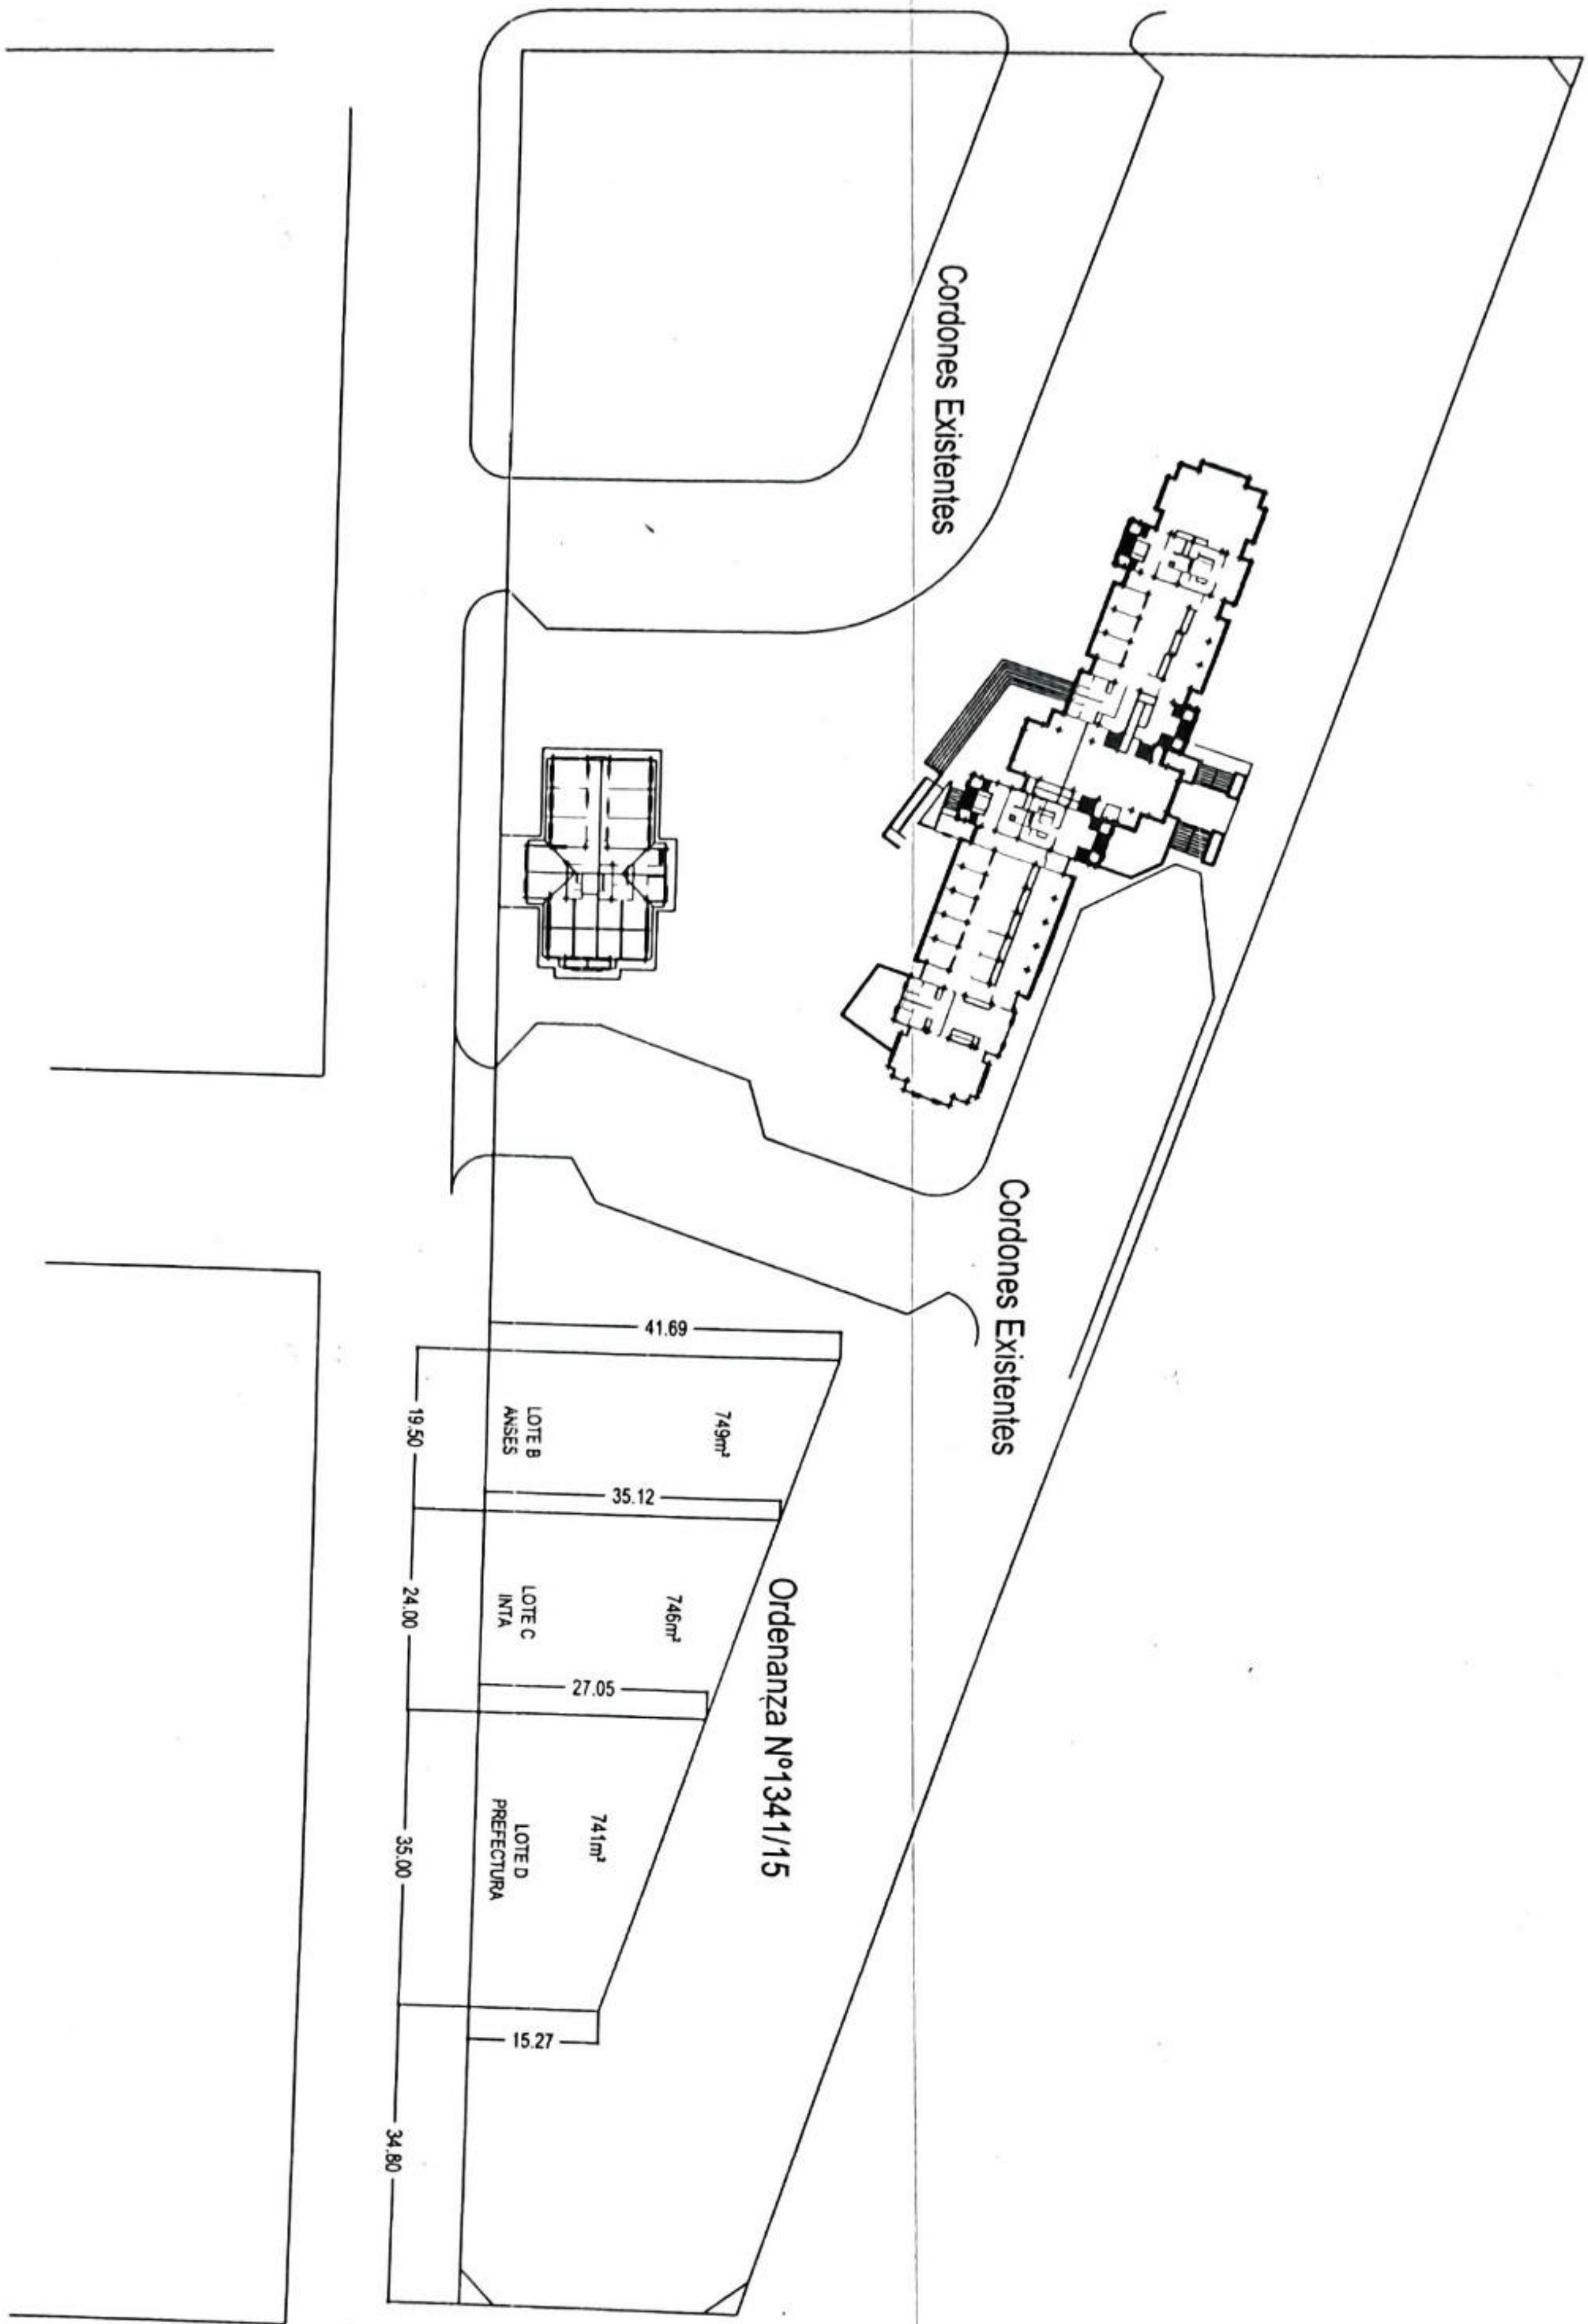 Cordones Existentes
Cordones Existentes
Ordenanza Nº1341/15
41.69
749m²
LOTE B
ANSES
19.50
35.12
746m²
LOTE C
INTA
24.00
27.05
741m²
LOTE D
PREFECTURA
35.00
15.27
34.80